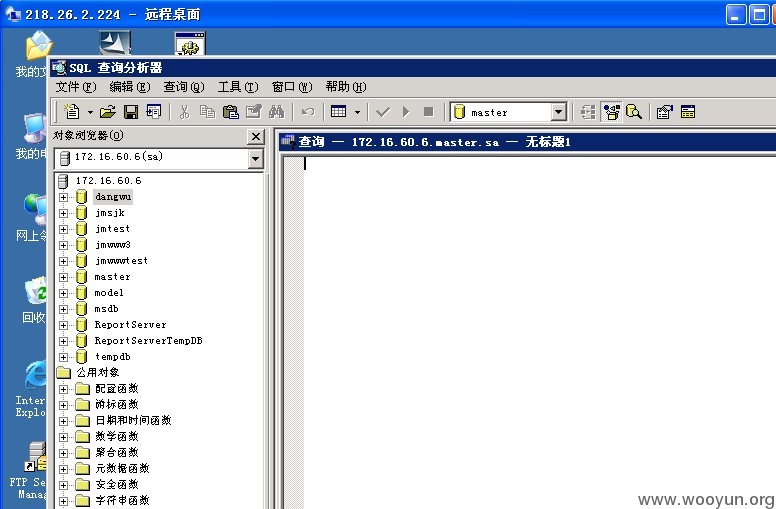 218.26.2.224 - 远程桌面
我的文
SQL 查询分析器
文件(F) 编辑(E) 查询(Q) 工具(T) 窗口(W) 帮助(H)
master
对象浏览器(O)
172.16.60.6(sa)
查询 — 172.16.60.6.master.sa — 无标题1
我的电
172.16.60.6
dangwu
jmsjk
jmtest
jmwww3
网上邻
jmwwwtest
master
model
msdb
回收
ReportServer
ReportServerTempDB
tempdb
公用对象
配置函数
Inter
Explo
游标函数
日期和时间函数
数学函数
聚合函数
元数据函数
FTP Se
Manag
安全函数
字符串函数
www.wooyun.org